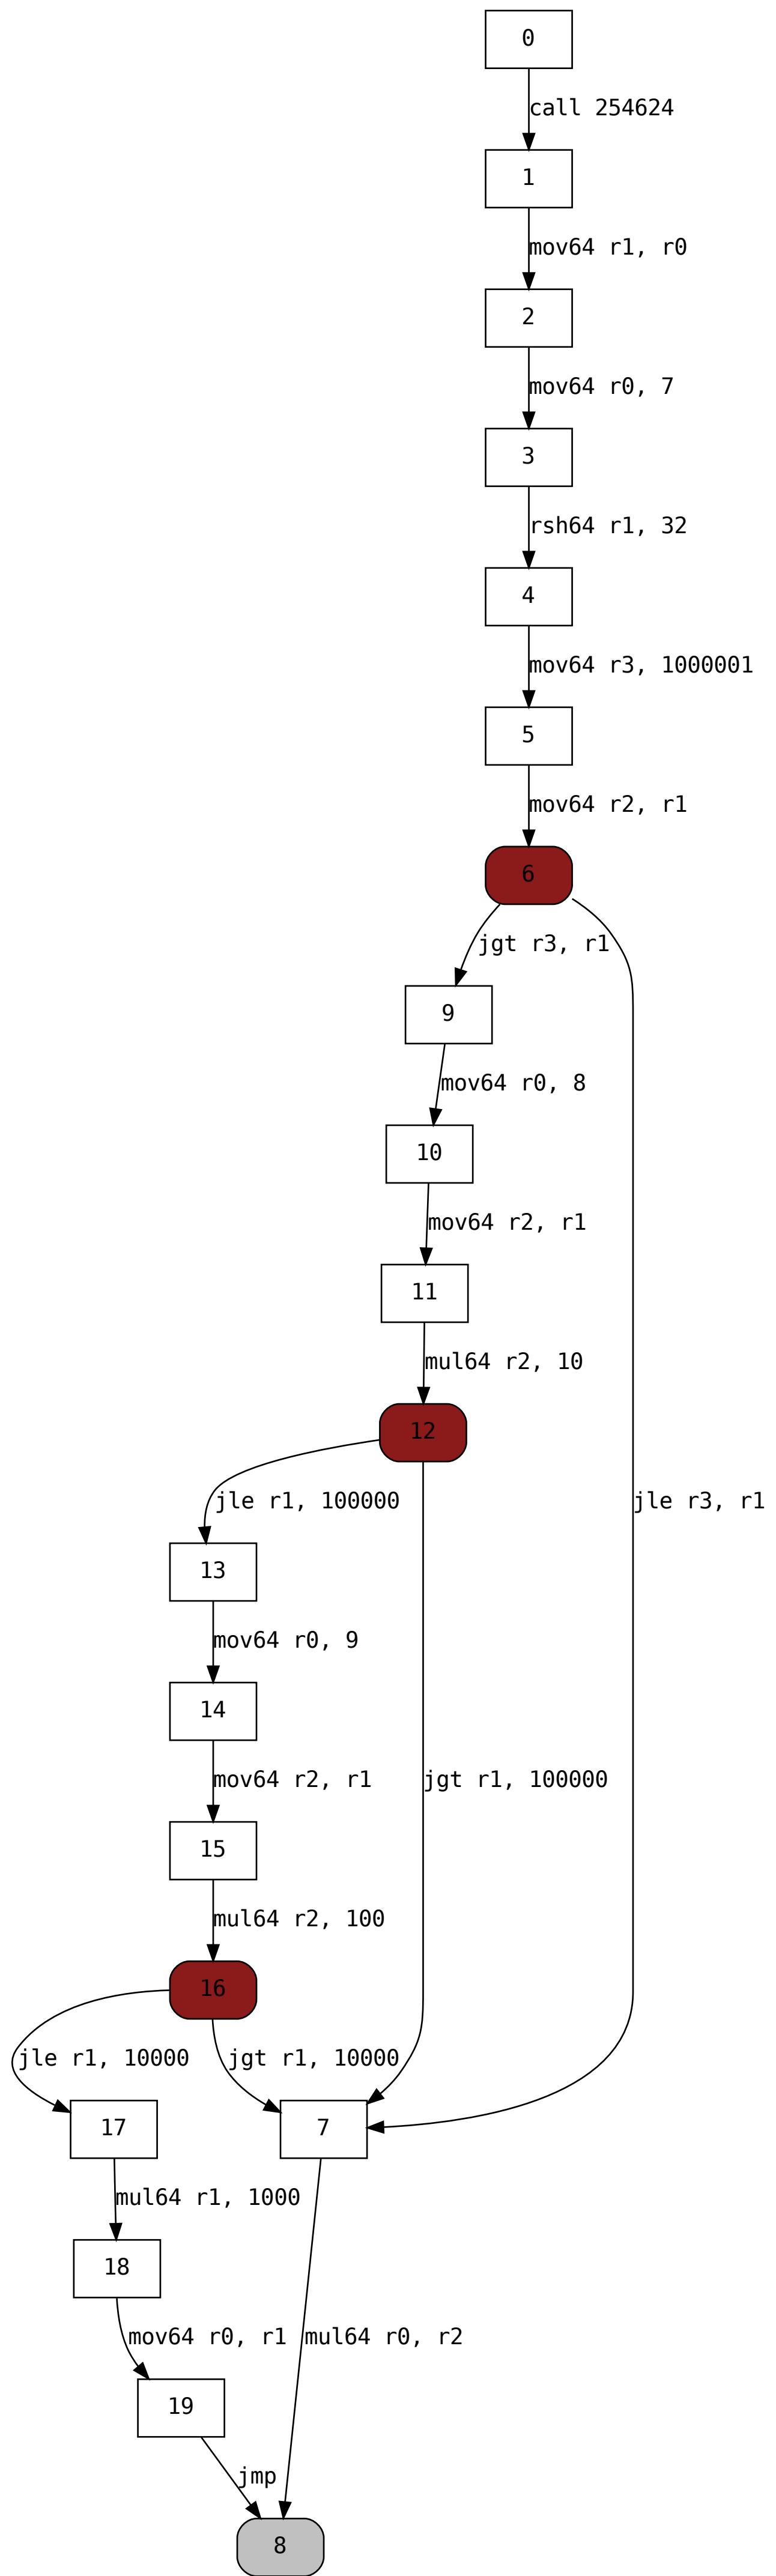 0
call 254624
1
mov64 r1, r0
2
mov64 r0, 7
3
rsh64 r1, 32
4
mov64 r3, 1000001
5
mov64 r2, r1
6
jgt r3, r1
9
mov64 r0, 8
10
mov64 r2, r1
11
mul64 r2, 10
12
jle r1, 100000
jle r3, r1
13
mov64 r0, 9
14
mov64 r2, r1
jgt r1, 100000
15
mul64 r2, 100
16
jle r1, 10000
jgt r1, 10000
17
7
mul64 r1, 1000
18
mov64 r0, r1
mul64 r0, r2
19
jmp
8